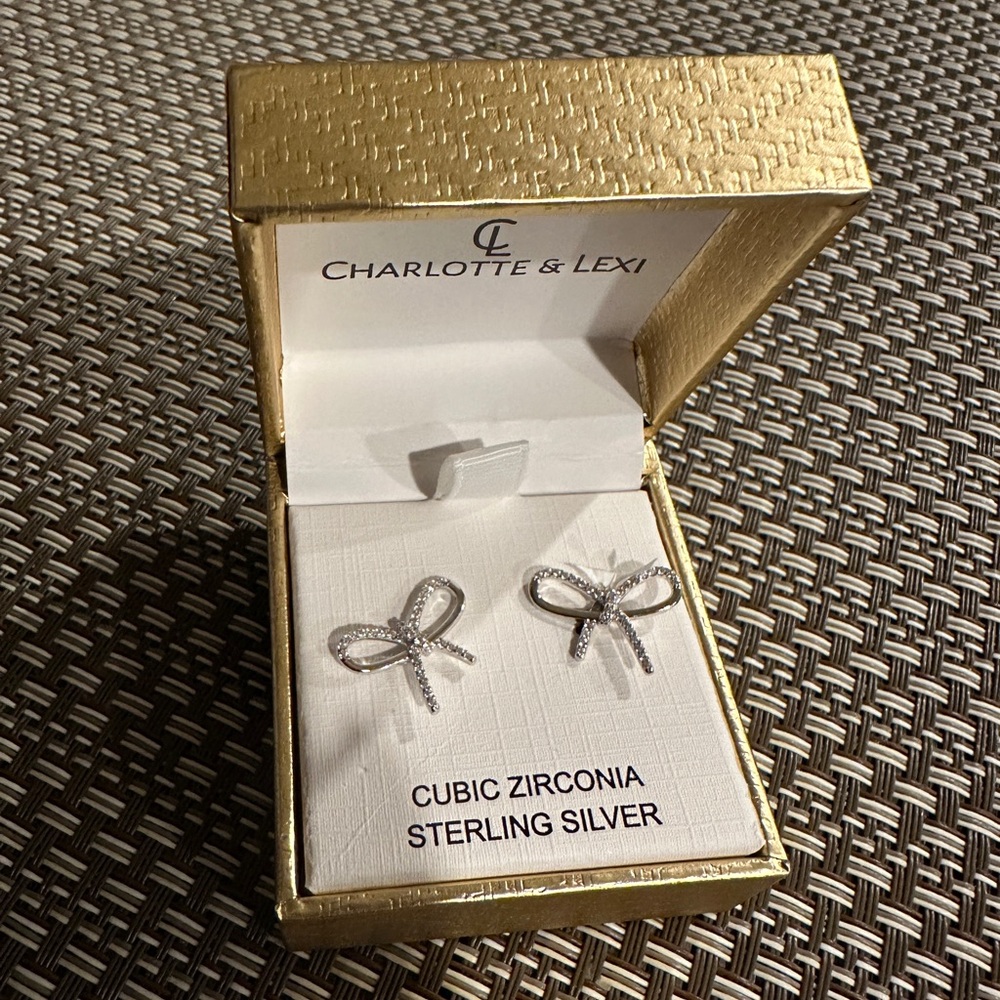 CL
CHARLOTTE & LEXI
CUBIC ZIRCONIA
STERLING SILVER